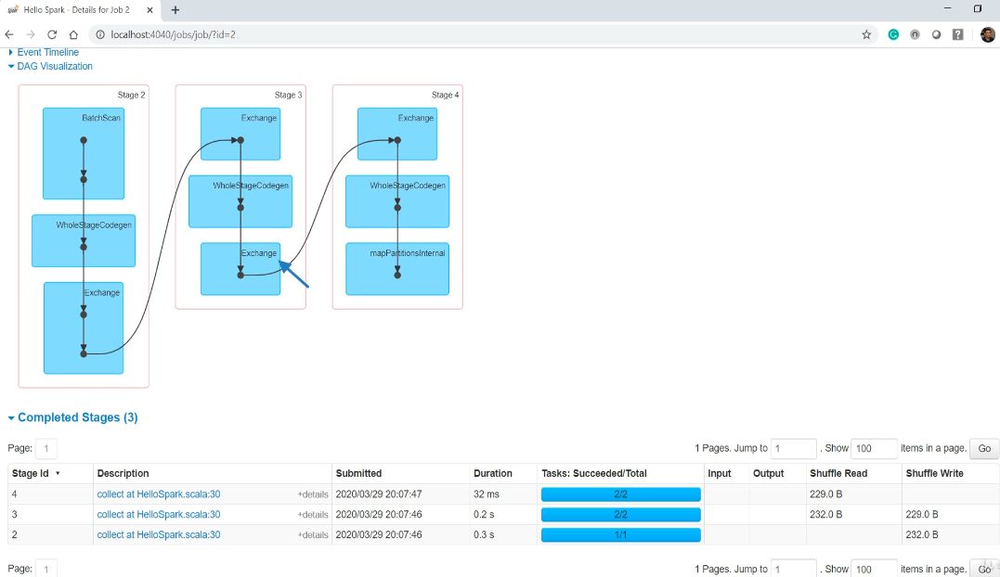 Hello Spark - Details for Job 2
localhost:4040/jobs/job/?id=2
Event Timeline
DAG Visualization
Stage 2
Stage 3
Stage 4
BatchScan
Exchange
Exchange
WholeStageCodegen
WholeStageCodegen
WholeStageCodegen
Exchange
mapPartitionsInternal
Exchange
Completed Stages (3)
Page: 1 1 Pages. Jump to 1 . Show 100 items in a page. Go
Stage Id ▾ Description Submitted Duration Tasks: Succeeded/Total Input Output Shuffle Read Shuffle Write
4 collect at HelloSpark.scala:30 +details 2020/03/29 20:07:47 32 ms 2/2 229.0 B
3 collect at HelloSpark.scala:30 +details 2020/03/29 20:07:46 0.2 s 2/2 232.0 B 229.0 B
2 collect at HelloSpark.scala:30 +details 2020/03/29 20:07:46 0.3 s 1/1 232.0 B
Page: 1 1 Pages. Jump to 1 . Show 100 items in a page. Go